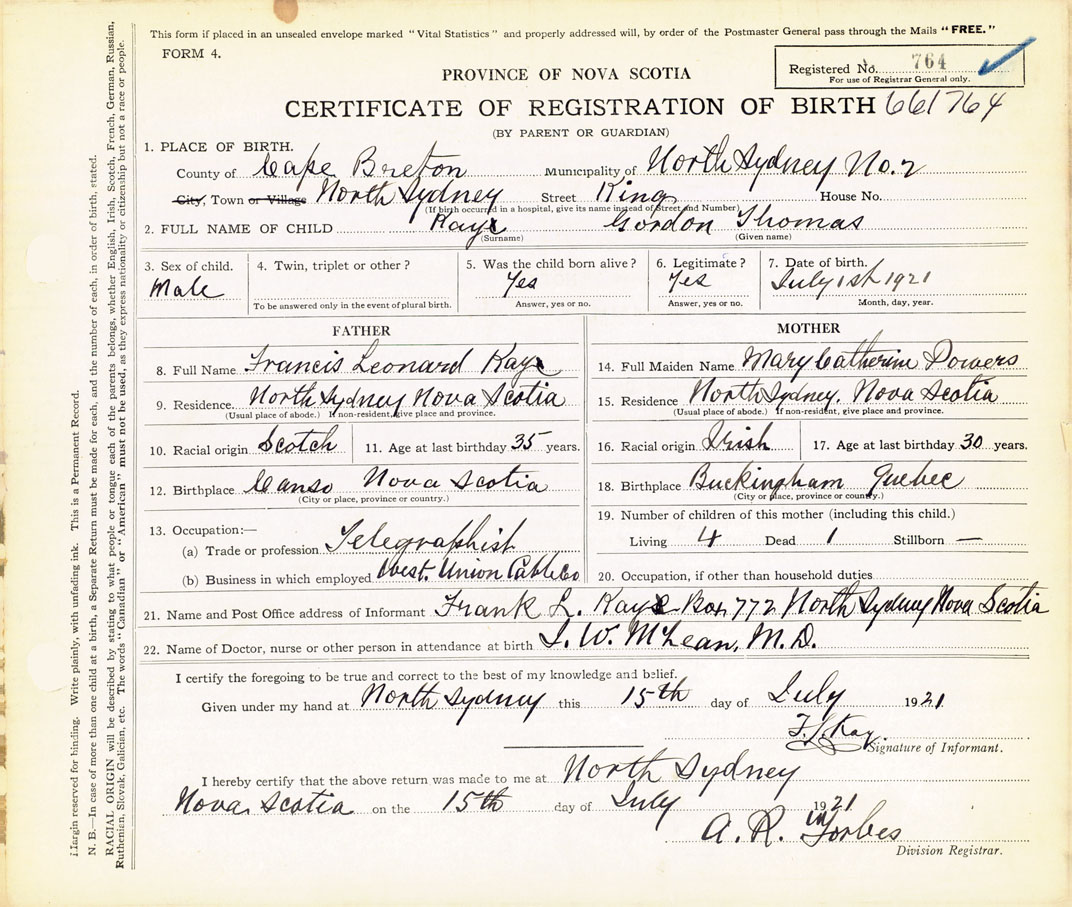 This form if placed in an unsealed envelope marked "Vital Statistics" and properly addressed will, by order of the Postmaster General pass through the Mails "FREE."
FORM 4.
Registered No. 764
For use of Registrar General only.
PROVINCE OF NOVA SCOTIA
CERTIFICATE OF REGISTRATION OF BIRTH 661764
(BY PARENT OR GUARDIAN)
1. PLACE OF BIRTH.
County of Cape Breton Municipality of North Sydney No. 2
City, Town or Village North Sydney Street King House No.
(If birth occurred in a hospital, give its name instead of Street and Number)
2. FULL NAME OF CHILD Kaye Gordon Thomas
(Surname) (Given name)
3. Sex of child. 4. Twin, triplet or other? 5. Was the child born alive? 6. Legitimate? 7. Date of birth.
Male Yes Yes July 1st 1921
To be answered only in the event of plural birth. Answer, yes or no. Answer, yes or no. Month, day, year.
FATHER
8. Full Name Francis Leonard Kaye
9. Residence. North Sydney Nova Scotia
(Usual place of abode.) If non-resident, give place and province.
10. Racial origin Scotch 11. Age at last birthday 35 years.
12. Birthplace Canso Nova Scotia
(City or place, province or country.)
13. Occupation:—
(a) Trade or profession Telegraphist
(b) Business in which employed West. Union Cable Co
MOTHER
14. Full Maiden Name Mary Catherine Powers
15. Residence North Sydney. Nova Scotia
(Usual place of abode.) If non-resident, give place and province.
16. Racial origin Irish 17. Age at last birthday 30 years.
18. Birthplace Buckingham Quebec
(City or place, province or country.)
19. Number of children of this mother (including this child.)
Living 4 Dead 1 Stillborn —
20. Occupation, if other than household duties
21. Name and Post Office address of Informant Frank L. Kaye Box 772 North Sydney Nova Scotia
22. Name of Doctor, nurse or other person in attendance at birth L. W. McLean, M.D.
I certify the foregoing to be true and correct to the best of my knowledge and belief.
Given under my hand at North Sydney this 15th day of July 1921
F. L. Kay.
Signature of Informant.
I hereby certify that the above return was made to me at North Sydney
Nova Scotia on the 15th day of July 1921
A. R. Forbes
Division Registrar.
Margin reserved for binding. Write plainly, with unfading ink. This is a Permanent Record.
N. B.—In case of more than one child at a birth, a Separate Return must be made for each, and the number of each, in order of birth, stated.
RACIAL ORIGIN will be described by stating to what people or tongue each of the parents belongs, whether English, Irish, Scotch, French, German, Russian,
Ruthenian, Slovak, Galician, etc. The words "Canadian" or "American" must not be used, as they express nationality or citizenship but not a race or people.